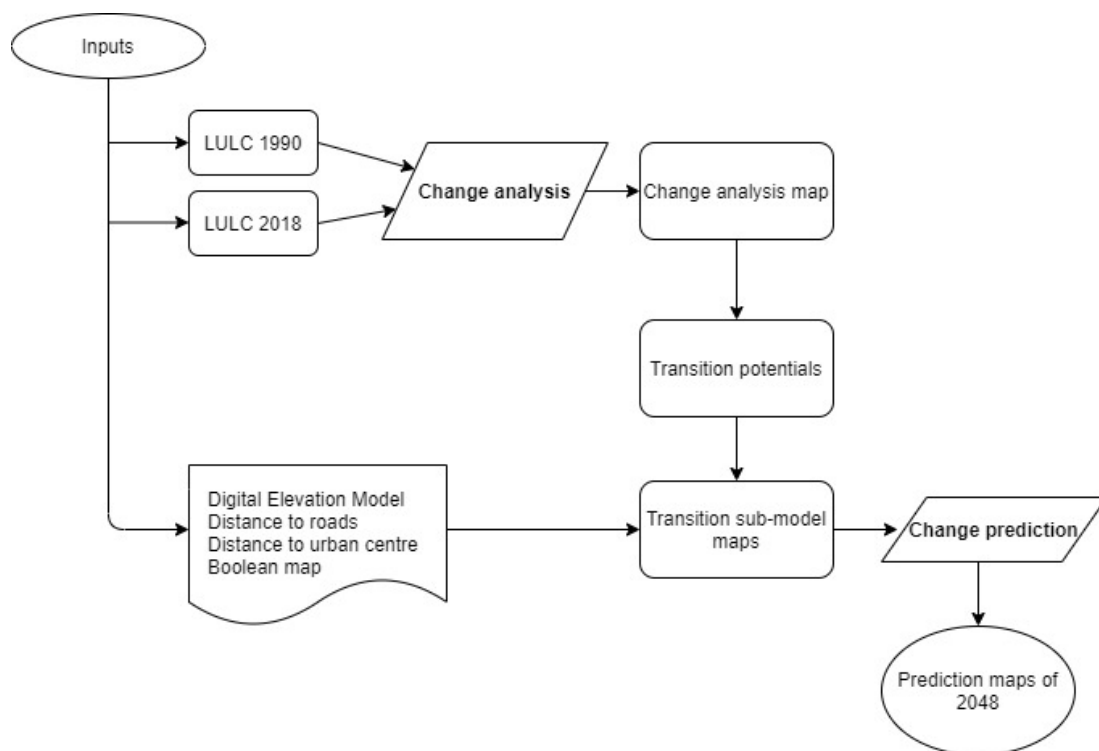 Inputs
LULC 1990
LULC 2018
Change analysis
Change analysis map
Transition potentials
Digital Elevation Model
Distance to roads
Distance to urban centre
Boolean map
Transition sub-model
maps
Change prediction
Prediction maps of
2048